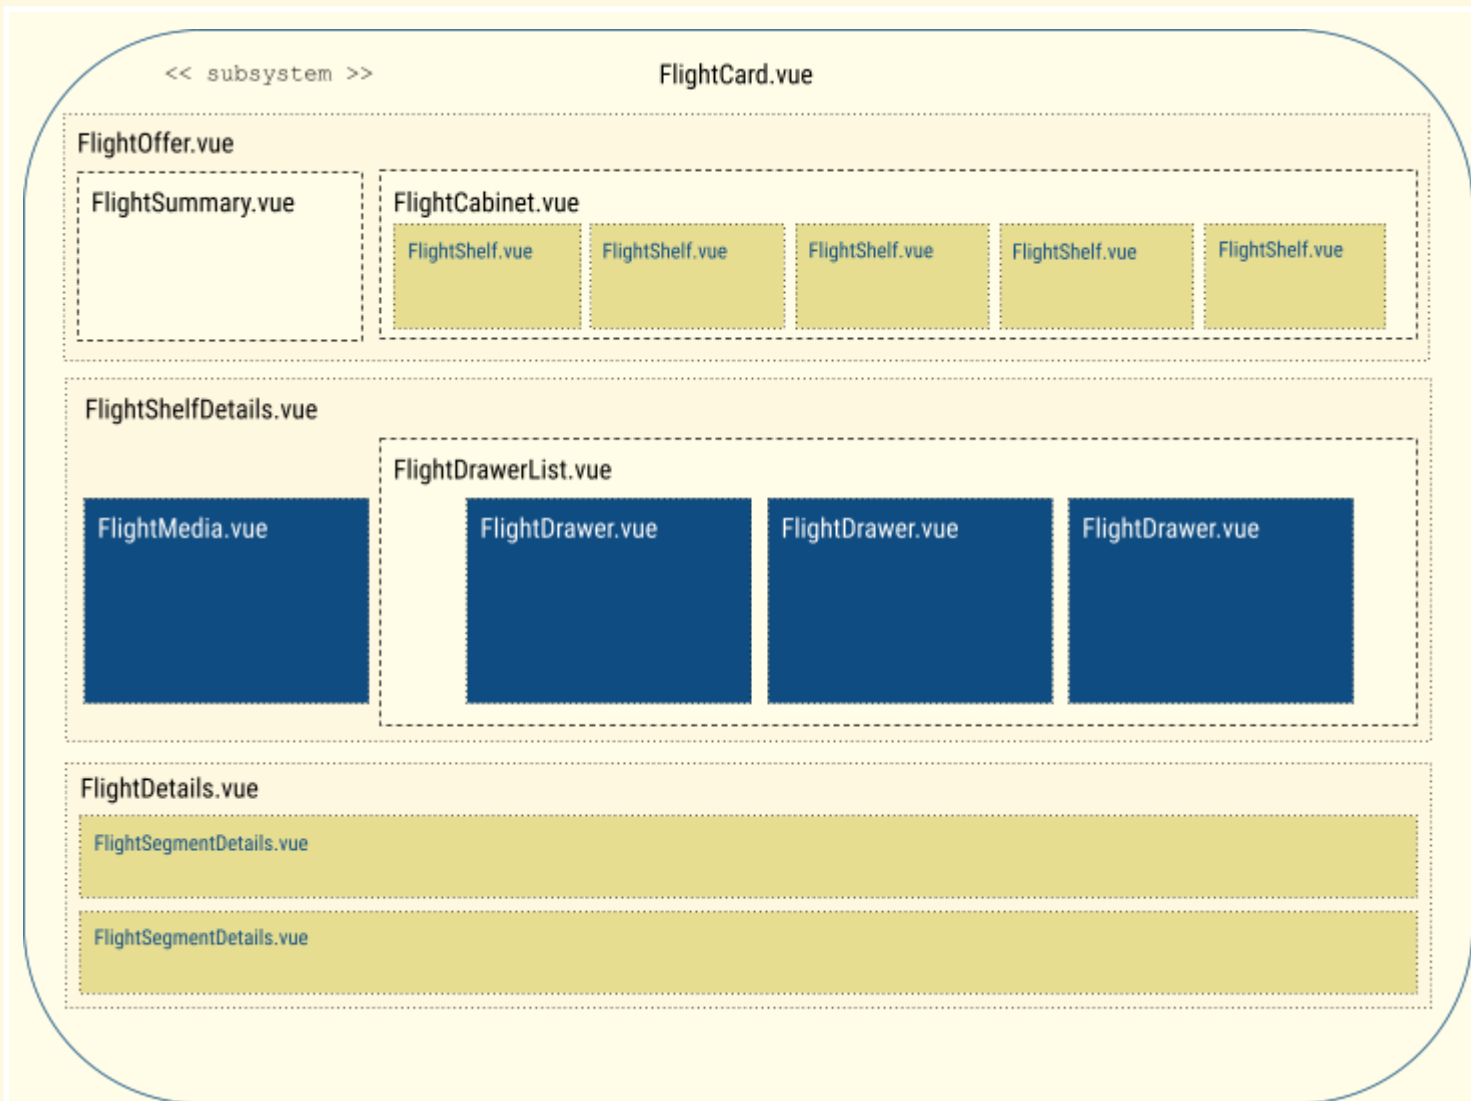 << subsystem >>
FlightCard.vue
FlightOffer.vue
FlightSummary.vue
FlightCabinet.vue
FlightShelf.vue
FlightShelf.vue
FlightShelf.vue
FlightShelf.vue
FlightShelf.vue
FlightShelfDetails.vue
FlightDrawerList.vue
FlightMedia.vue
FlightDrawer.vue
FlightDrawer.vue
FlightDrawer.vue
FlightDetails.vue
FlightSegmentDetails.vue
FlightSegmentDetails.vue